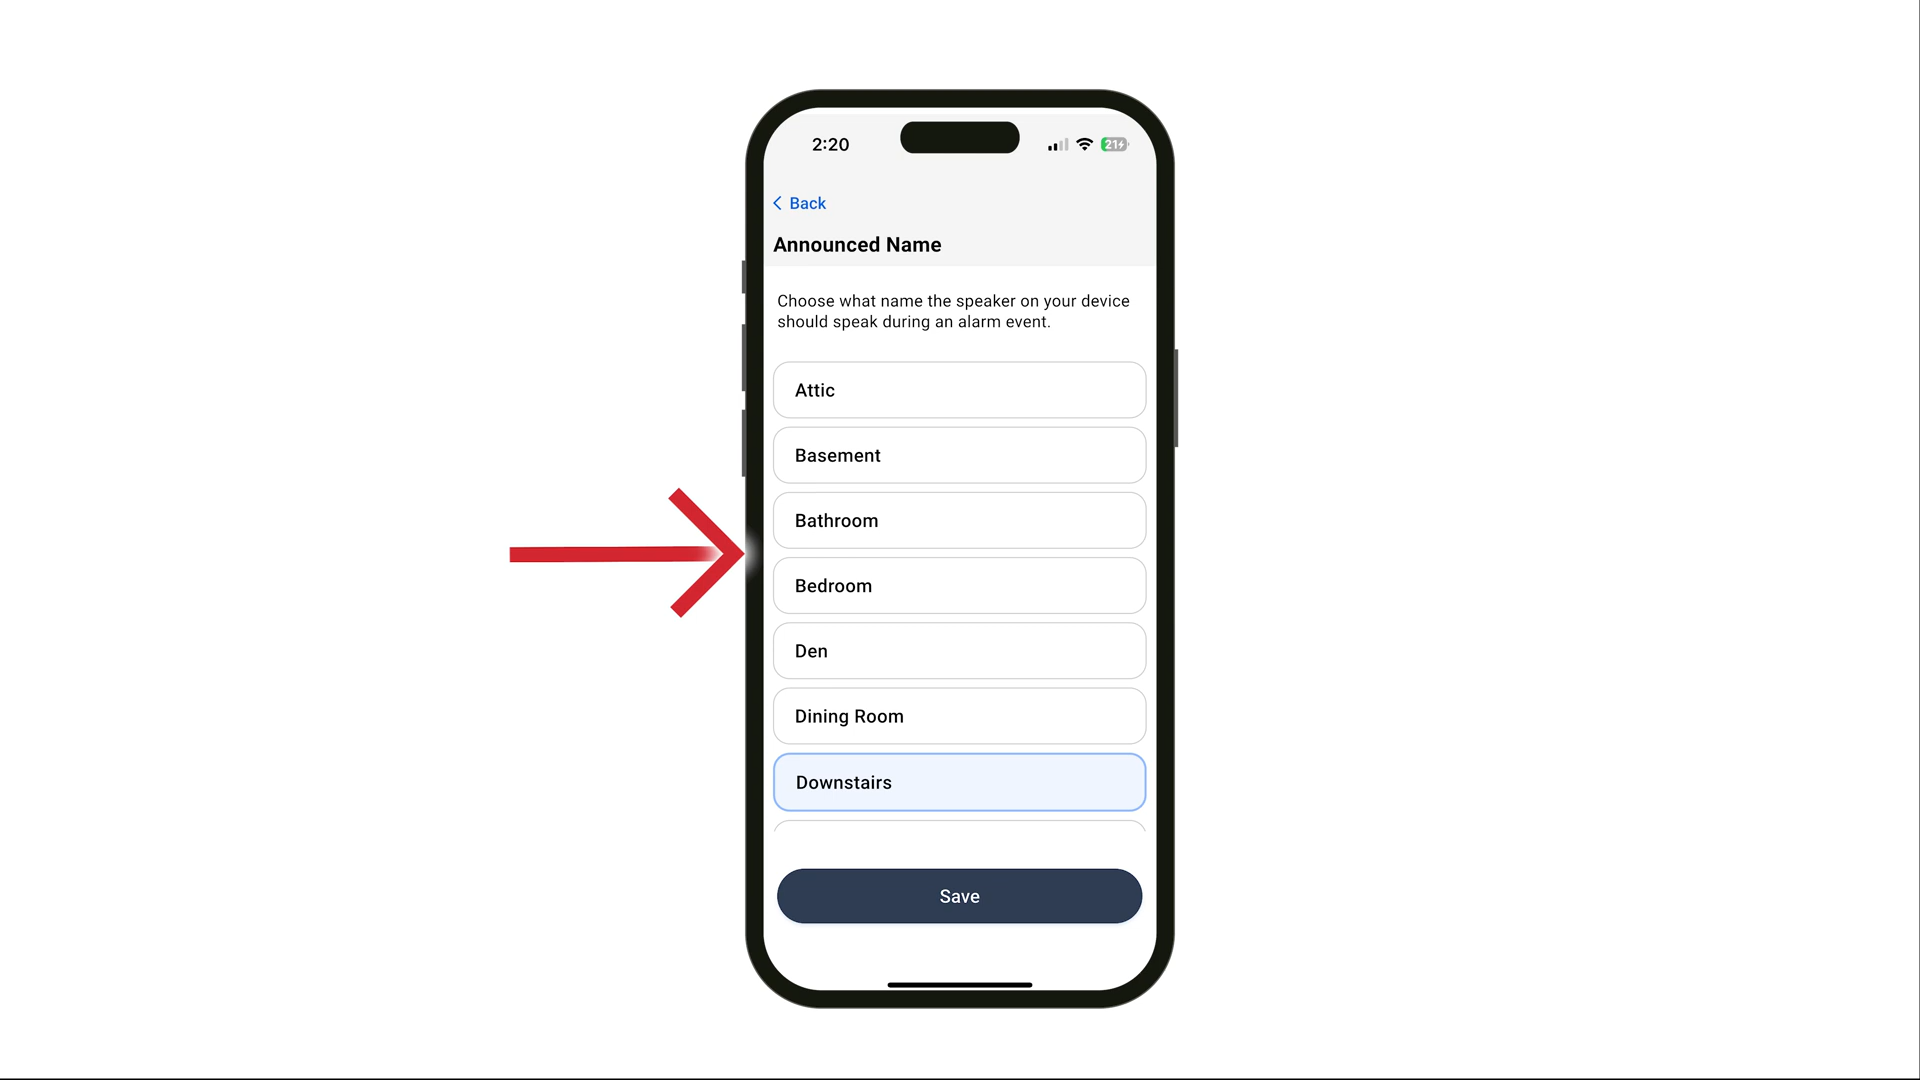 2:20
21
Back
Announced Name
Choose what name the speaker on your device
should speak during an alarm event.
Attic
Basement
Bathroom
Bedroom
Den
Dining Room
Downstairs
Save